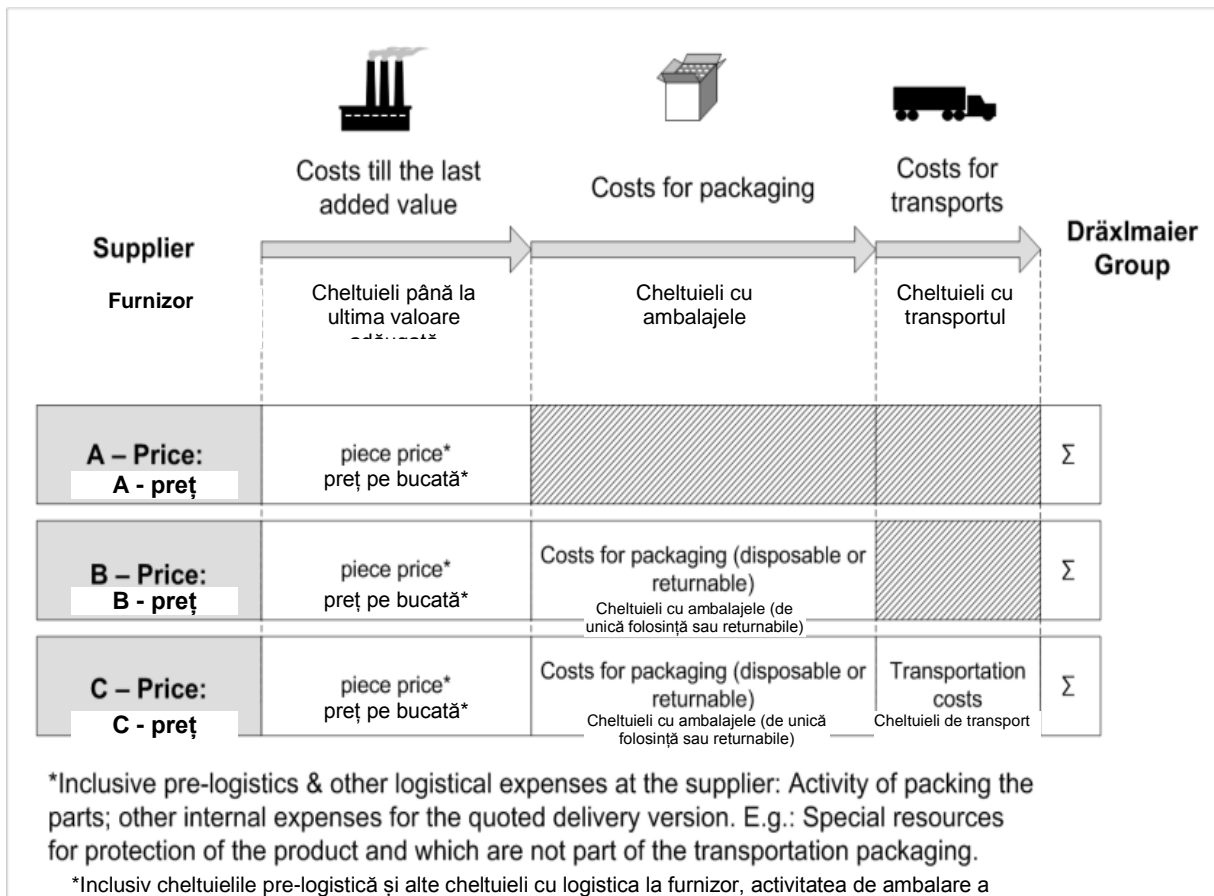 Costs till the last
added value
Costs for packaging
Costs for
transports
Supplier
Dräxlmaier
Group
Furnizor
Cheltuieli până la
ultima valoare
adăugată
Cheltuieli cu
ambalajele
Cheltuieli cu
transportul
A – Price:
A - preț
piece price*
preț pe bucată*
Σ
B – Price:
B - preț
piece price*
preț pe bucată*
Costs for packaging (disposable or
returnable)
Cheltuieli cu ambalajele (de
unică folosință sau returnabile)
Σ
C – Price:
C - preț
piece price*
preț pe bucată*
Costs for packaging (disposable or
returnable)
Cheltuieli cu ambalajele (de unică
folosință sau returnabile)
Transportation
costs
Cheltuieli de transport
Σ
*Inclusive pre-logistics & other logistical expenses at the supplier: Activity of packing the
parts; other internal expenses for the quoted delivery version. E.g.: Special resources
for protection of the product and which are not part of the transportation packaging.
*Inclusiv cheltuielile pre-logistică și alte cheltuieli cu logistica la furnizor, activitatea de ambalare a